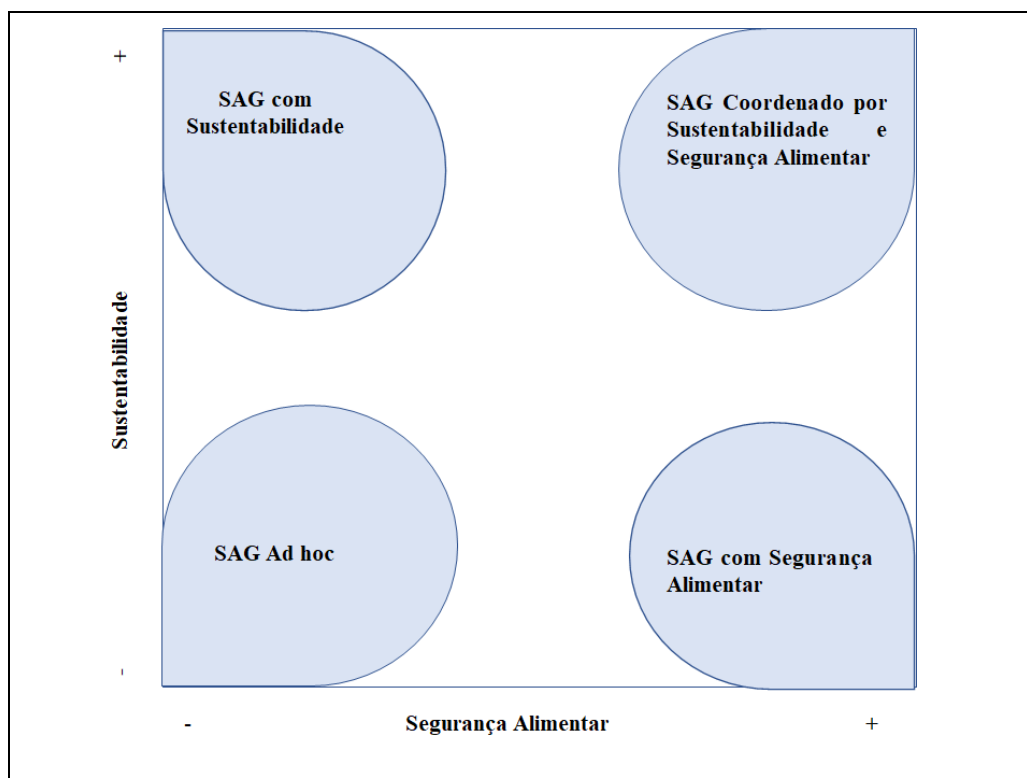 +
SAG com
Sustentabilidade
SAG Coordenado por
Sustentabilidade e
Segurança Alimentar
Sustentabilidade
SAG Ad hoc
SAG com Segurança
Alimentar
-
-
Segurança Alimentar
+